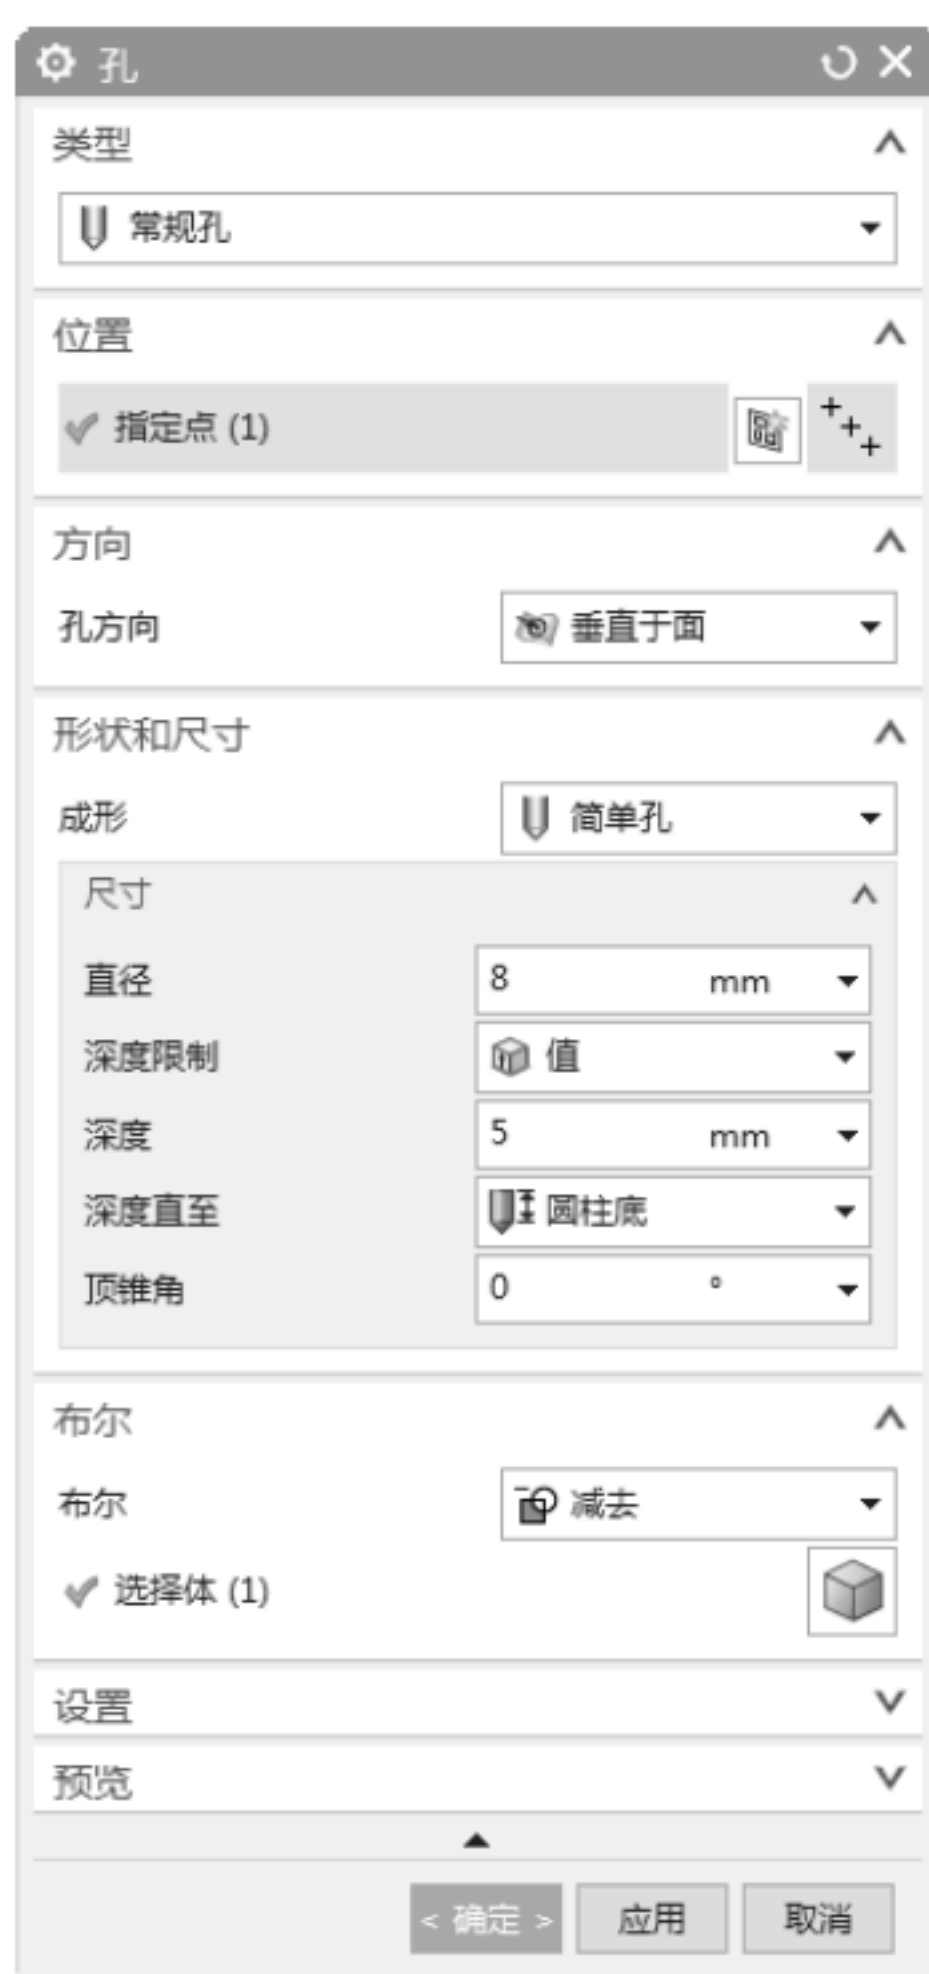 孔
类型
常规孔
位置
指定点 (1)
方向
孔方向 垂直于面
形状和尺寸
成形 简单孔
尺寸
直径 8 mm
深度限制 值
深度 5 mm
深度直至 圆柱底
顶锥角 0 °
布尔
布尔 减去
选择体 (1)
设置
预览
< 确定 > 应用 取消